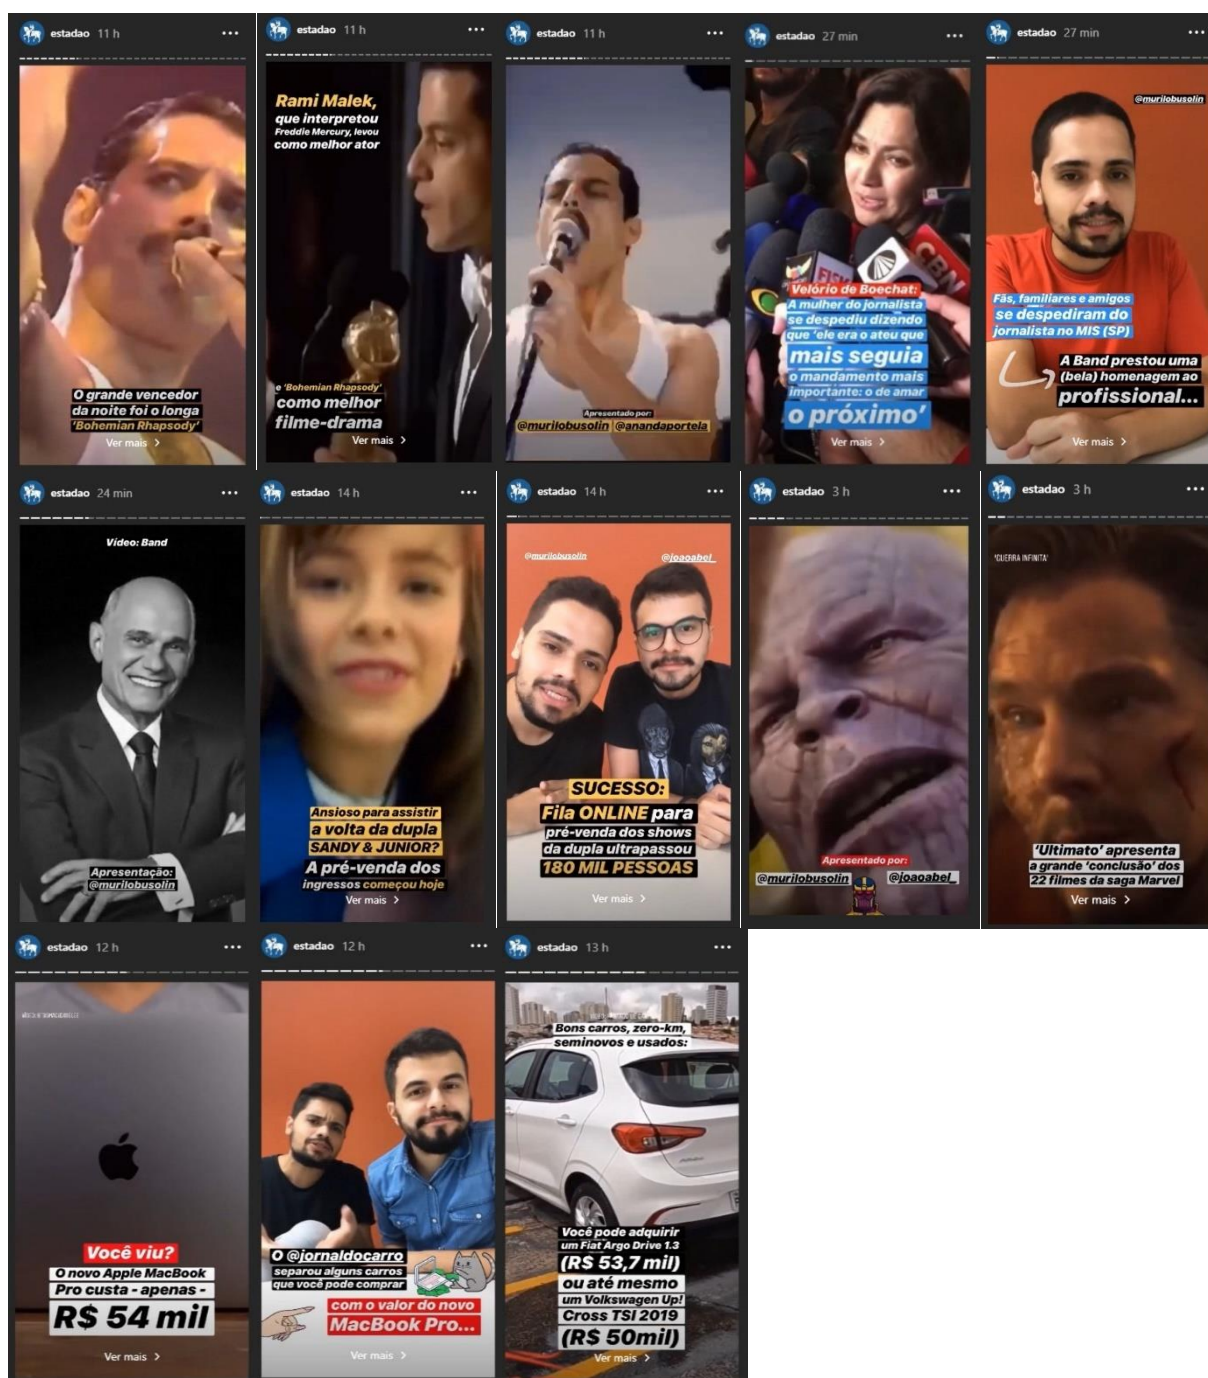 estadao 11 h
O grande vencedor
da noite foi o longa
'Bohemian Rhapsody'
Ver mais >
estadao 11 h
Rami Malek,
que interpretou
Freddie Mercury, levou
como melhor ator
e 'Bohemian Rhapsody'
como melhor
filme-drama
Ver mais >
estadao 11 h
Apresentado por:
@murilobusolin @anandaportela
estadao 27 min
CBN
Velório de Boechat:
A mulher do jornalista
se despediu dizendo
que 'ele era o ateu que
mais seguia
o mandamento mais
importante: o de amar
o próximo'
Ver mais >
estadao 27 min
@murilobusolin
Fãs, familiares e amigos
se despediram do
jornalista no MIS (SP)
A Band prestou uma
(bela) homenagem ao
profissional...
Ver mais >
estadao 24 min
Vídeo: Band
Apresentação:
@murilobusolin
estadao 14 h
Ansioso para assistir
a volta da dupla
SANDY & JUNIOR?
A pré-venda dos
ingressos começou hoje
Ver mais >
estadao 14 h
@murilobusolin @joaoabel_
SUCESSO:
Fila ONLINE para
pré-venda dos shows
da dupla ultrapassou
180 MIL PESSOAS
Ver mais >
estadao 3 h
Apresentado por:
@murilobusolin @joaoabel_
estadao 3 h
'GUERRA INFINITA'
'Ultimato' apresenta
a grande 'conclusão' dos
22 filmes da saga Marvel
Ver mais >
estadao 12 h
Você viu?
O novo Apple MacBook
Pro custa - apenas -
R$ 54 mil
Ver mais >
estadao 12 h
O @jornaldocarro
separou alguns carros
que você pode comprar
com o valor do novo
MacBook Pro...
Ver mais >
estadao 13 h
Bons carros, zero-km,
seminovos e usados:
Você pode adquirir
um Fiat Argo Drive 1.3
(R$ 53,7 mil)
ou até mesmo
um Volkswagen Up!
Cross TSI 2019
(R$ 50mil)
Ver mais >